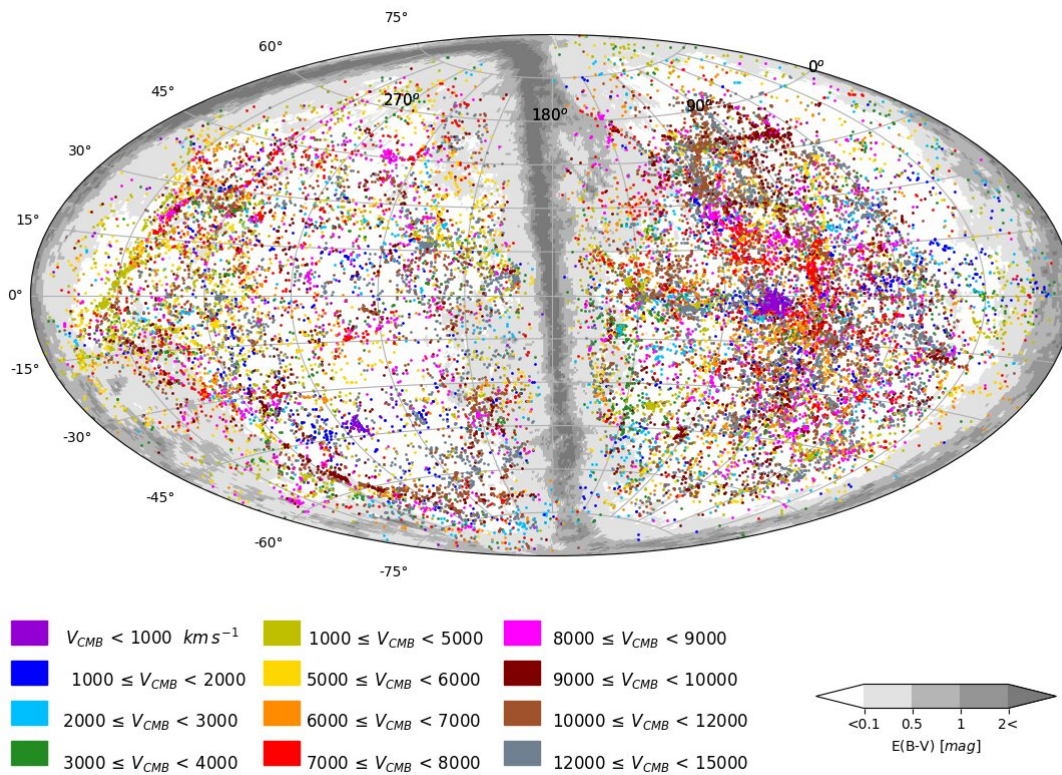 75°
60°
0°
45°
270°
90°
180°
30°
15°
0°
-15°
-30°
-45°
-60°
-75°
V_CMB < 1000 km s⁻¹
1000 ≤ V_CMB < 5000
8000 ≤ V_CMB < 9000
1000 ≤ V_CMB < 2000
5000 ≤ V_CMB < 6000
9000 ≤ V_CMB < 10000
2000 ≤ V_CMB < 3000
6000 ≤ V_CMB < 7000
10000 ≤ V_CMB < 12000
3000 ≤ V_CMB < 4000
7000 ≤ V_CMB < 8000
12000 ≤ V_CMB < 15000
<0.1 0.5 1 2<
E(B-V) [mag]